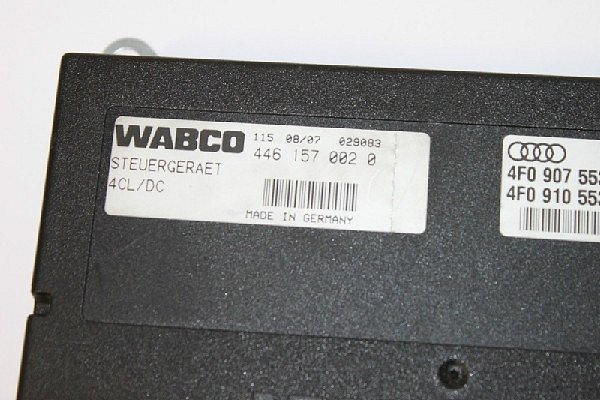 WABCO
115 08/07 029083
446 157 002 0
STEUERGERAET
4CL/DC
MADE IN GERMANY
4F0 907 55
4F0 910 55